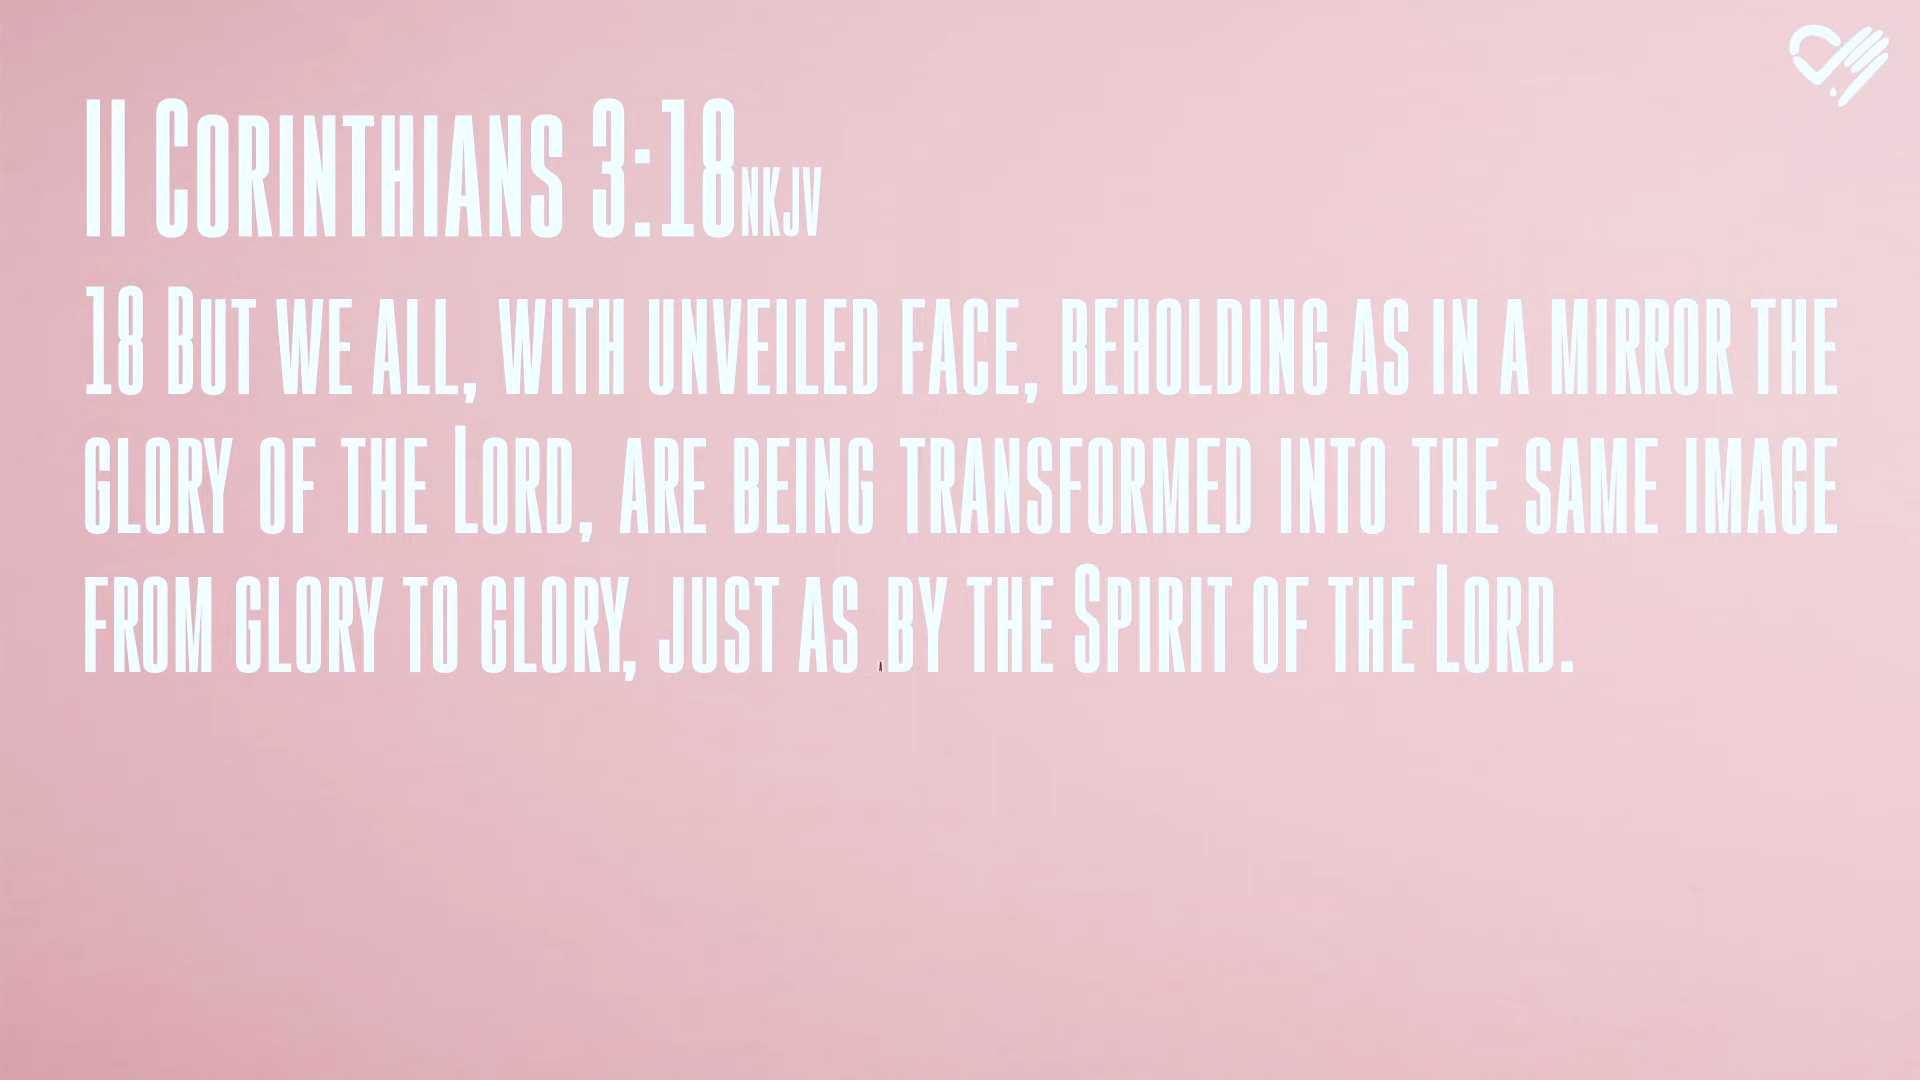 II Corinthians 3:18 NKJV
18 But we all, with unveiled face, beholding as in a mirror the
glory of the Lord, are being transformed into the same image
from glory to glory, just as by the Spirit of the Lord.